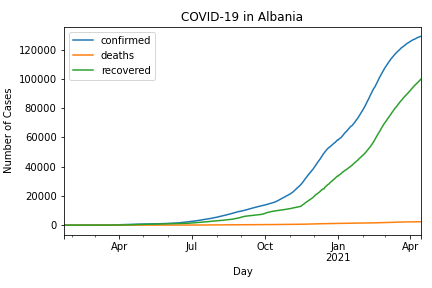 COVID-19 in Albania
confirmed
deaths
recovered
Number of Cases
120000
100000
80000
60000
40000
20000
0
Apr
Jul
Oct
Jan
2021
Apr
Day